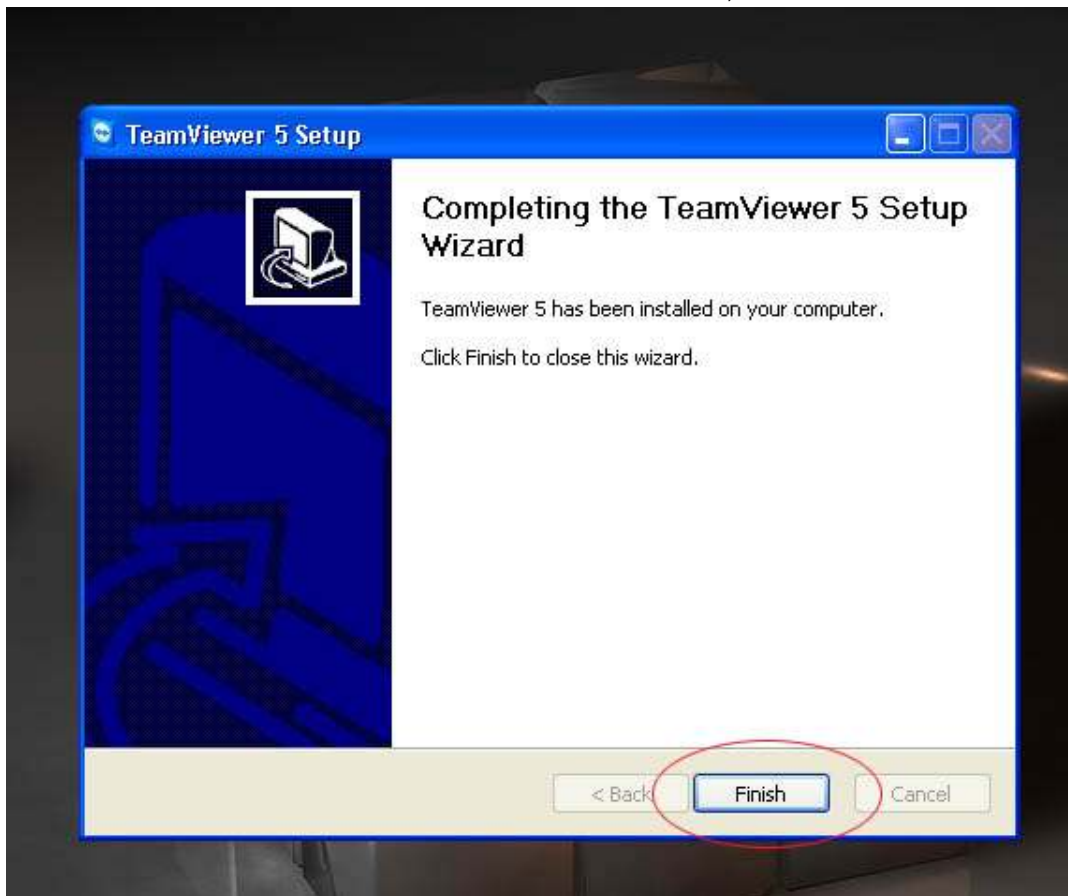 TeamViewer 5 Setup
Completing the TeamViewer 5 Setup
Wizard
TeamViewer 5 has been installed on your computer.
Click Finish to close this wizard.
< Back
Finish
Cancel